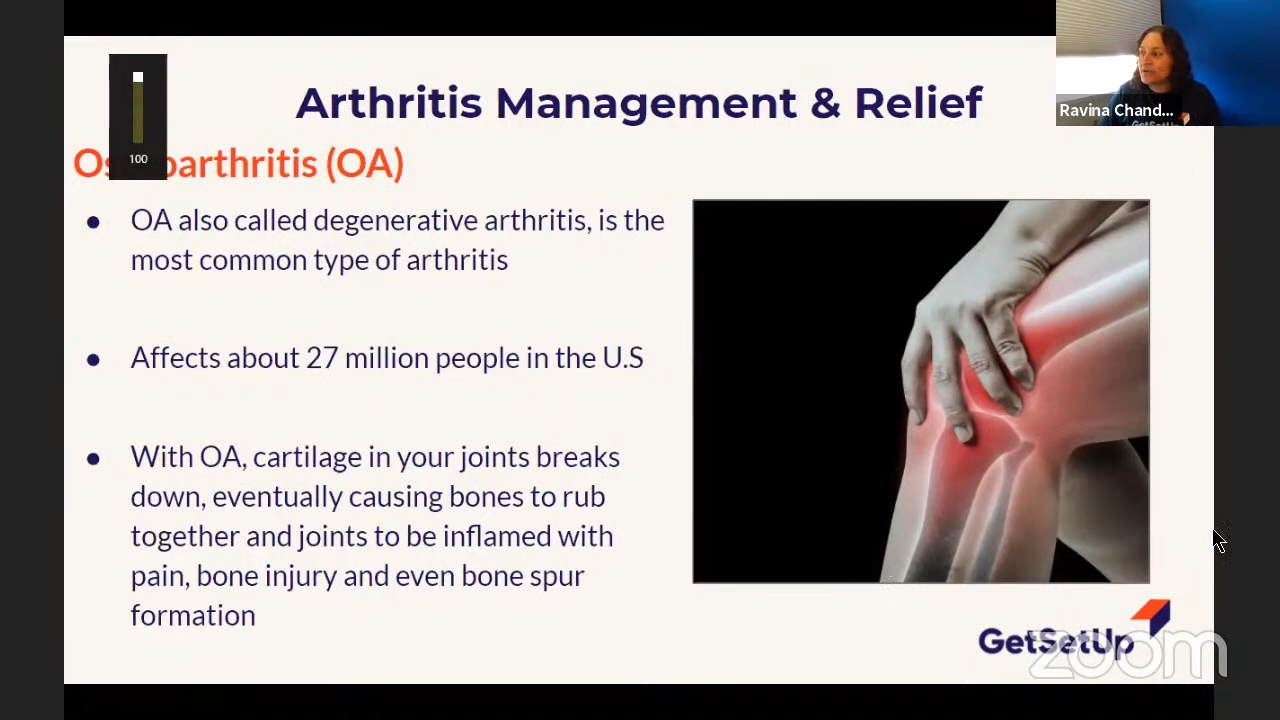 Arthritis Management & Relief
Ravina Chand...
100
Osteoarthritis (OA)
● OA also called degenerative arthritis, is the
most common type of arthritis
● Affects about 27 million people in the U.S
● With OA, cartilage in your joints breaks
down, eventually causing bones to rub
together and joints to be inflamed with
pain, bone injury and even bone spur
formation
GetSetUp
zoom
GetSetUp